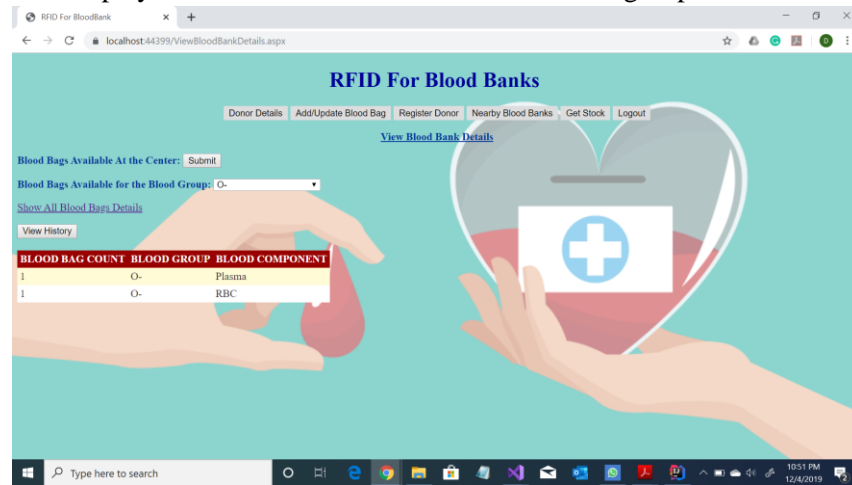 RFID For BloodBank
localhost:44399/ViewBloodBankDetails.aspx
RFID For Blood Banks
Donor Details Add/Update Blood Bag Register Donor Nearby Blood Banks Get Stock Logout
View Blood Bank Details
Blood Bags Available At the Center: Submit
Blood Bags Available for the Blood Group: O-
Show All Blood Bags Details
View History
BLOOD BAG COUNT BLOOD GROUP BLOOD COMPONENT
1 O- Plasma
1 O- RBC
Type here to search
10:51 PM
12/4/2019